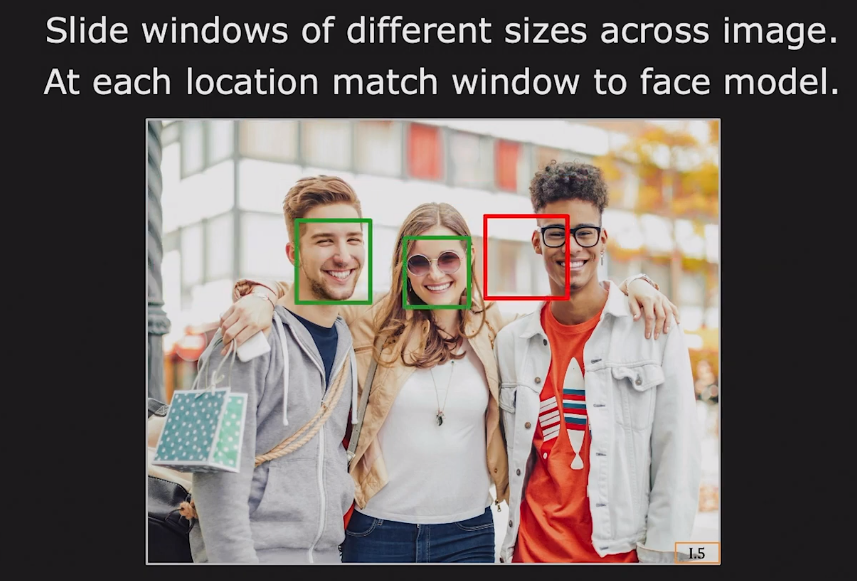 Slide windows of different sizes across image.
At each location match window to face model.
I.5